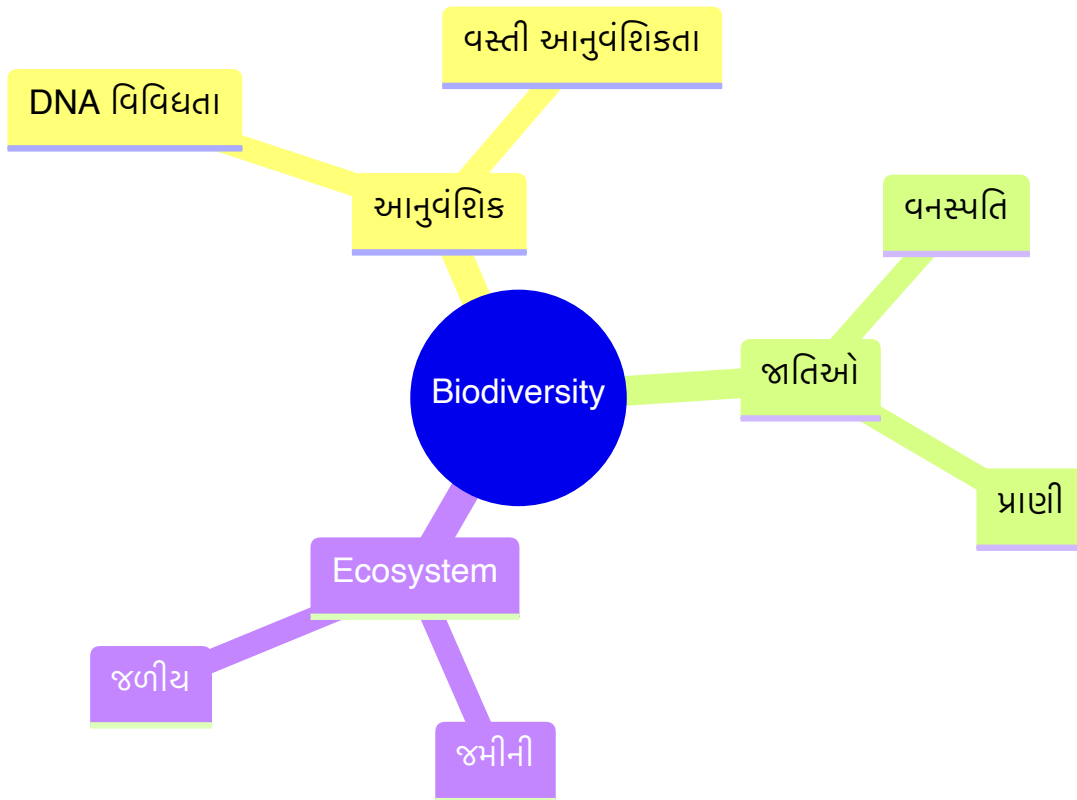 વસ્તી આનુવંશિકતા
DNA વિવિધતા
આનુવંશિક
વનસ્પતિ
જાતિઓ
Biodiversity
પ્રાણી
Ecosystem
જળીય
જમીની